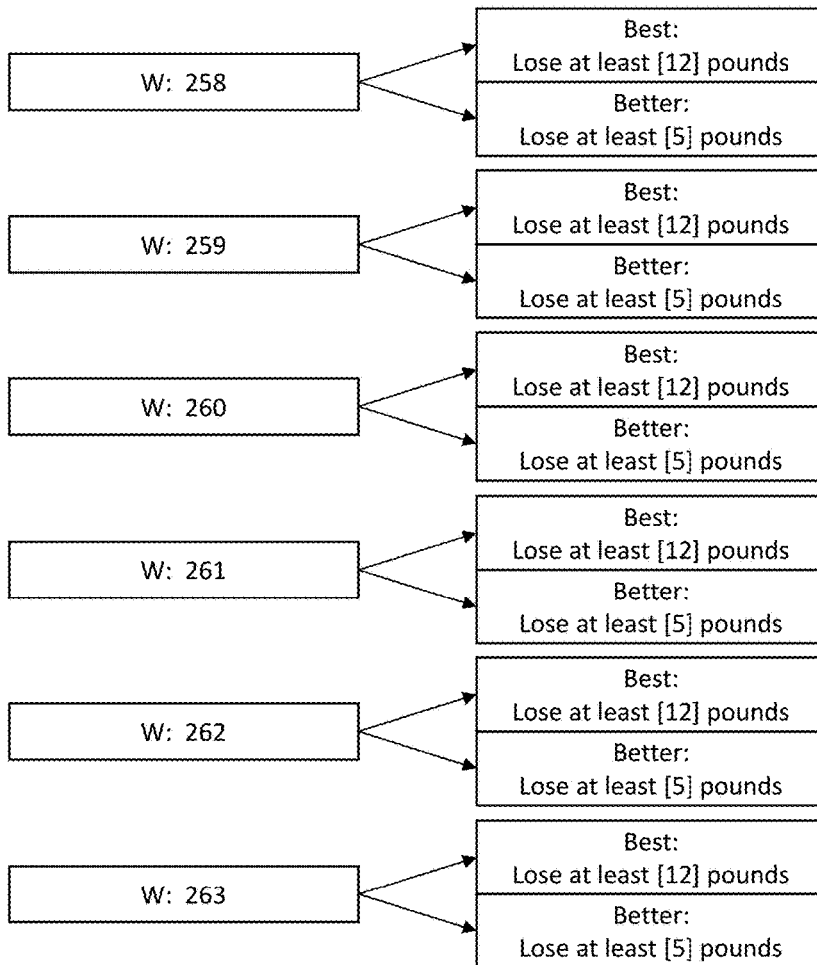 W: 258
Best:
Lose at least [12] pounds
Better:
Lose at least [5] pounds
W: 259
Best:
Lose at least [12] pounds
Better:
Lose at least [5] pounds
W: 260
Best:
Lose at least [12] pounds
Better:
Lose at least [5] pounds
W: 261
Best:
Lose at least [12] pounds
Better:
Lose at least [5] pounds
W: 262
Best:
Lose at least [12] pounds
Better:
Lose at least [5] pounds
W: 263
Best:
Lose at least [12] pounds
Better:
Lose at least [5] pounds